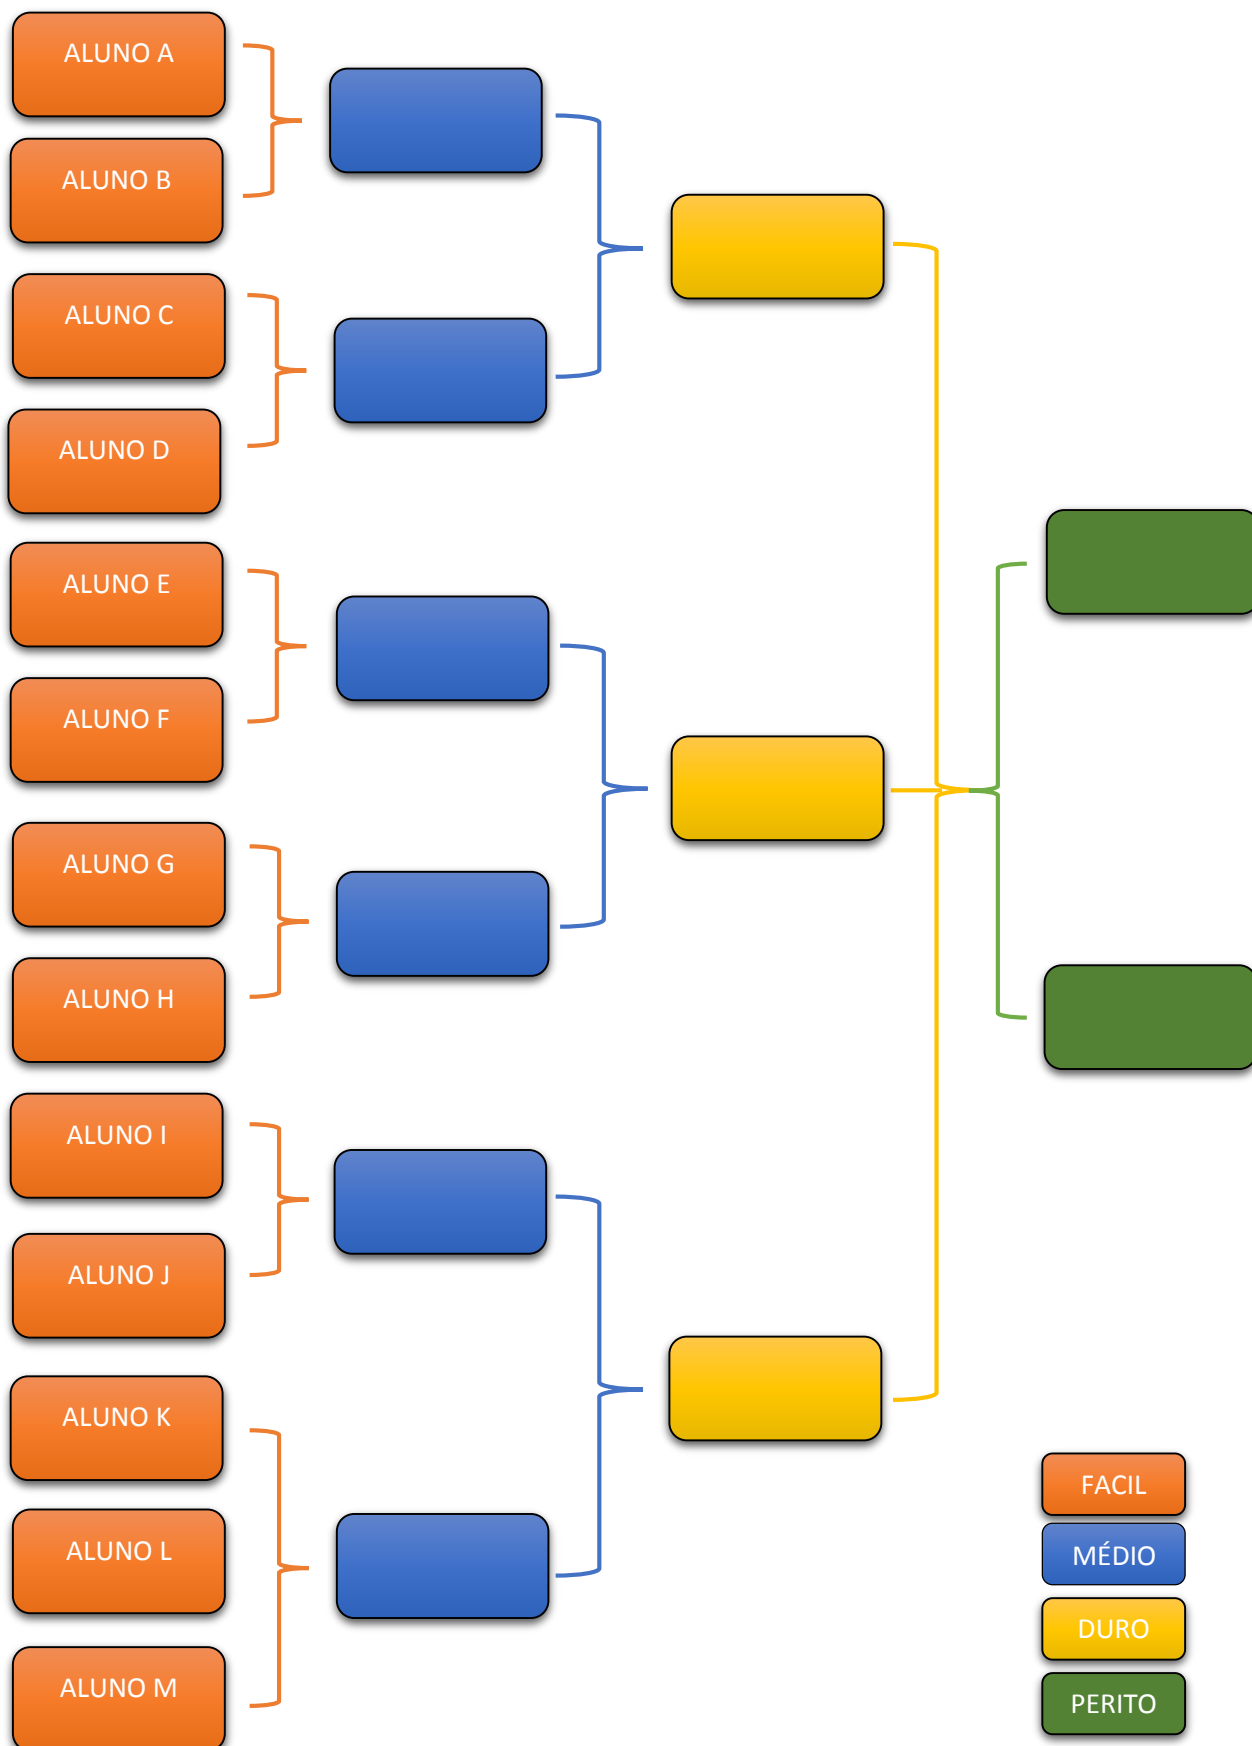 ALUNO A
ALUNO B
ALUNO C
ALUNO D
ALUNO E
ALUNO F
ALUNO G
ALUNO H
ALUNO I
ALUNO J
ALUNO K
ALUNO L
ALUNO M
FACIL
MÉDIO
DURO
PERITO